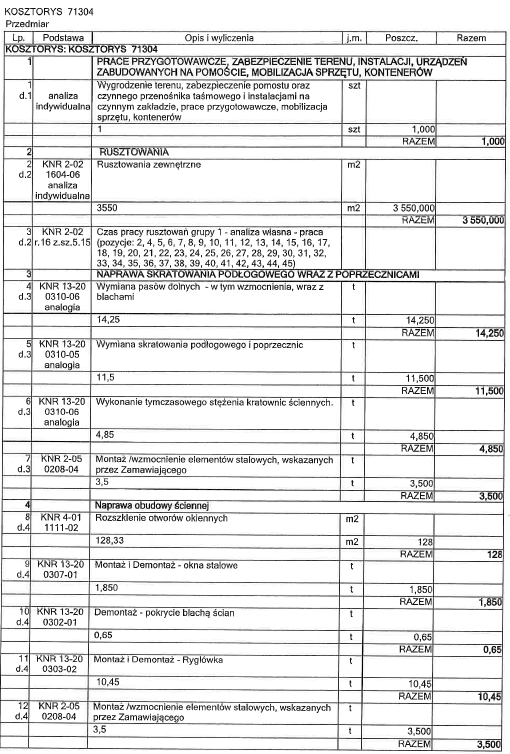 KOSZTORYS 71304
Przedmiar
Lp. Podstawa Opis i wyliczenia j.m. Poszcz. Razem
KOSZTORYS: KOSZTORYS 71304
1 PRACE PRZYGOTOWAWCZE, ZABEZPIECZENIE TERENU, INSTALACJI, URZĄDZEŃ
ZABUDOWANYCH NA POMOŚCIE, MOBILIZACJA SPRZĘTU, KONTENERÓW
1 Wygrodzenie terenu, zabezpieczenie pomostu oraz szt
d.1 analiza czynnego przenośnika taśmowego i instalacjami na
indywidualna czynnym zakładzie, prace przygotowawcze, mobilizacja
sprzętu, kontenerów
1 szt 1,000
RAZEM 1,000
2 RUSZTOWANIA
2 KNR 2-02 Rusztowania zewnętrzne m2
d.2 1604-06
analiza
indywidualna
3550 m2 3 550,000
RAZEM 3 550,000
3 KNR 2-02 Czas pracy rusztowań grupy 1 - analiza własna - praca
d.2 r.16 z.sz.5.15 (pozycje: 2, 4, 5, 6, 7, 8, 9, 10, 11, 12, 13, 14, 15, 16, 17,
18, 19, 20, 21, 22, 23, 24, 25, 26, 27, 28, 29, 30, 31, 32,
33, 34, 35, 36, 37, 38, 39, 40, 41, 42, 43, 44, 45)
3 NAPRAWA SKRATOWANIA PODŁOGOWEGO WRAZ Z POPRZECZNICAMI
4 KNR 13-20 Wymiana pasów dolnych - w tym wzmocnienia, wraz z t
d.3 0310-06 blachami
analogia
14,25 t 14,250
RAZEM 14,250
5 KNR 13-20 Wymiana skratowania podłogowego i poprzecznic t
d.3 0310-05
analogia
11,5 t 11,500
RAZEM 11,500
6 KNR 13-20 Wykonanie tymczasowego stężenia kratownic ściennych. t
d.3 0310-06
analogia
4,85 t 4,850
RAZEM 4,850
7 KNR 2-05 Montaż /wzmocnienie elementów stalowych, wskazanych t
d.3 0208-04 przez Zamawiającego
3,5 t 3,500
RAZEM 3,500
4 Naprawa obudowy ściennej
8 KNR 4-01 Rozszklenie otworów okiennych m2
d.4 1111-02
128,33 m2 128
RAZEM 128
9 KNR 13-20 Montaż i Demontaż - okna stalowe t
d.4 0307-01
1,850 t 1,850
RAZEM 1,850
10 KNR 13-20 Demontaż - pokrycie blachą ścian t
d.4 0302-01
0,65 t 0,65
RAZEM 0,65
11 KNR 13-20 Montaż i Demontaż - Ryglówka t
d.4 0303-02
10,45 t 10,45
RAZEM 10,45
12 KNR 2-05 Montaż /wzmocnienie elementów stalowych, wskazanych t
d.4 0208-04 przez Zamawiającego
3,5 t 3,500
RAZEM 3,500